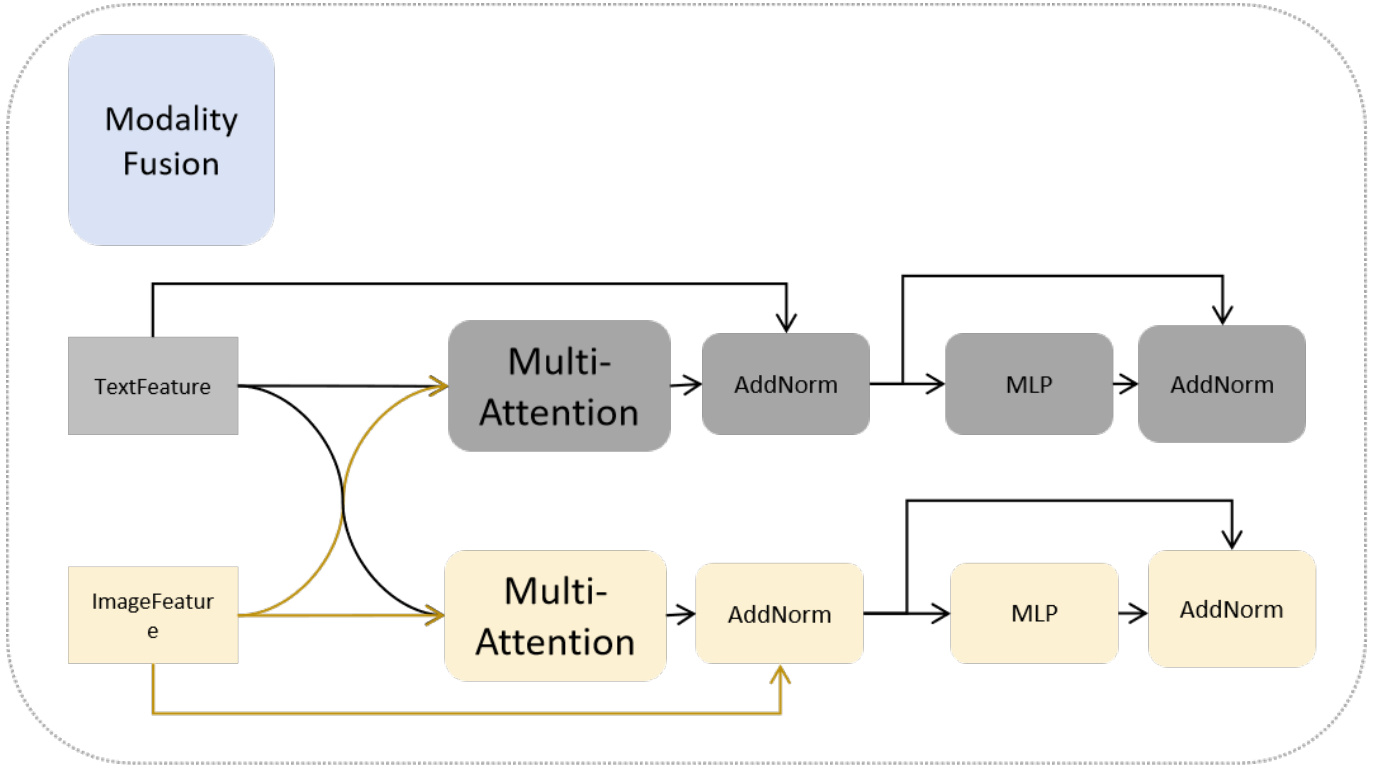 Modality
Fusion
TextFeature
Multi-
Attention
AddNorm
MLP
AddNorm
ImageFeatur
e
Multi-
Attention
AddNorm
MLP
AddNorm